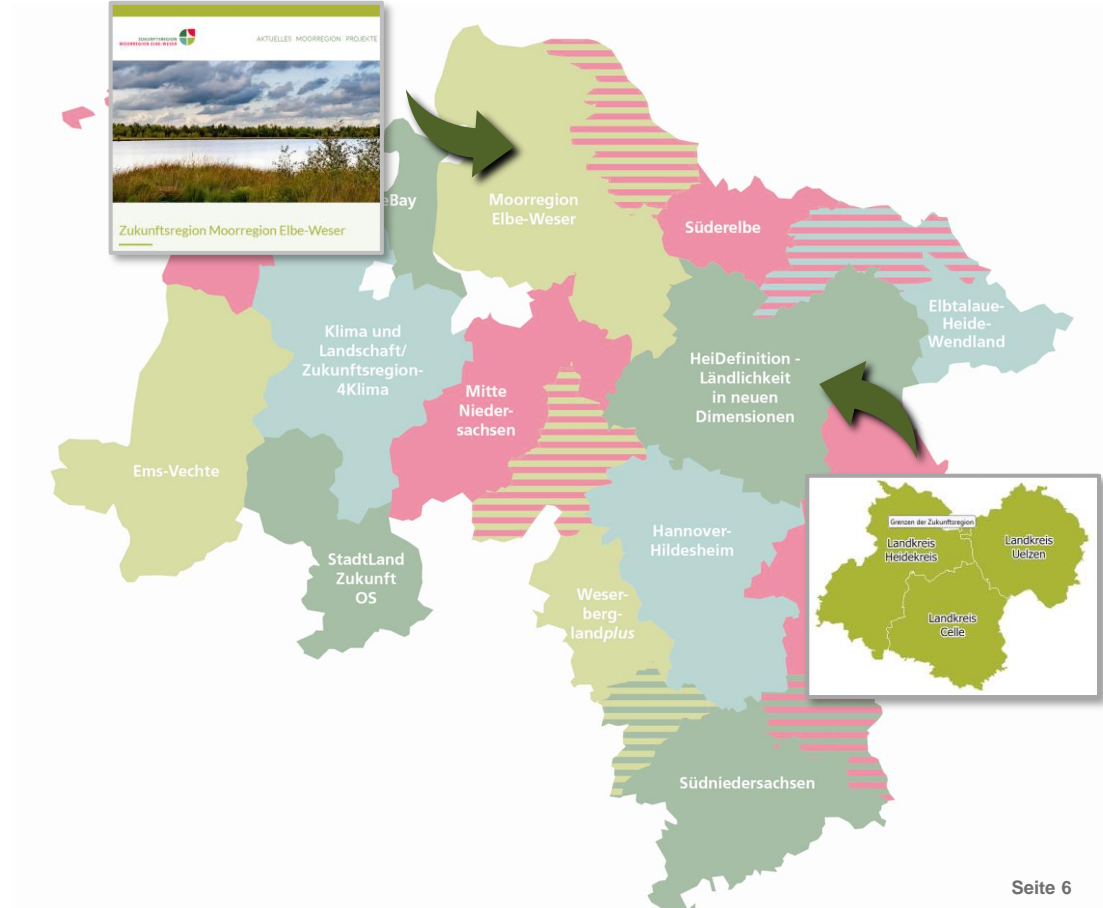 ZUKUNFTSREGION
MOORREGION ELBE-WESER
AKTUELLES MOORREGION PROJEKTE
Zukunftsregion Moorregion Elbe-Weser
eBay
Moorregion
Elbe-Weser
Süderelbe
Elbtalaue-
Heide-
Wendland
Klima und
Landschaft/
Zukunftsregion-
4Klima
HeiDefinition -
Ländlichkeit
in neuen
Dimensionen
Mitte
Nieder-
sachsen
Ems-Vechte
Hannover-
Hildesheim
StadtLand
Zukunft
OS
Weser-
berg-
landplus
Grenzen der Zukunftsregion
Landkreis
Heidekreis
Landkreis
Uelzen
Landkreis
Celle
Südniedersachsen
Seite 6